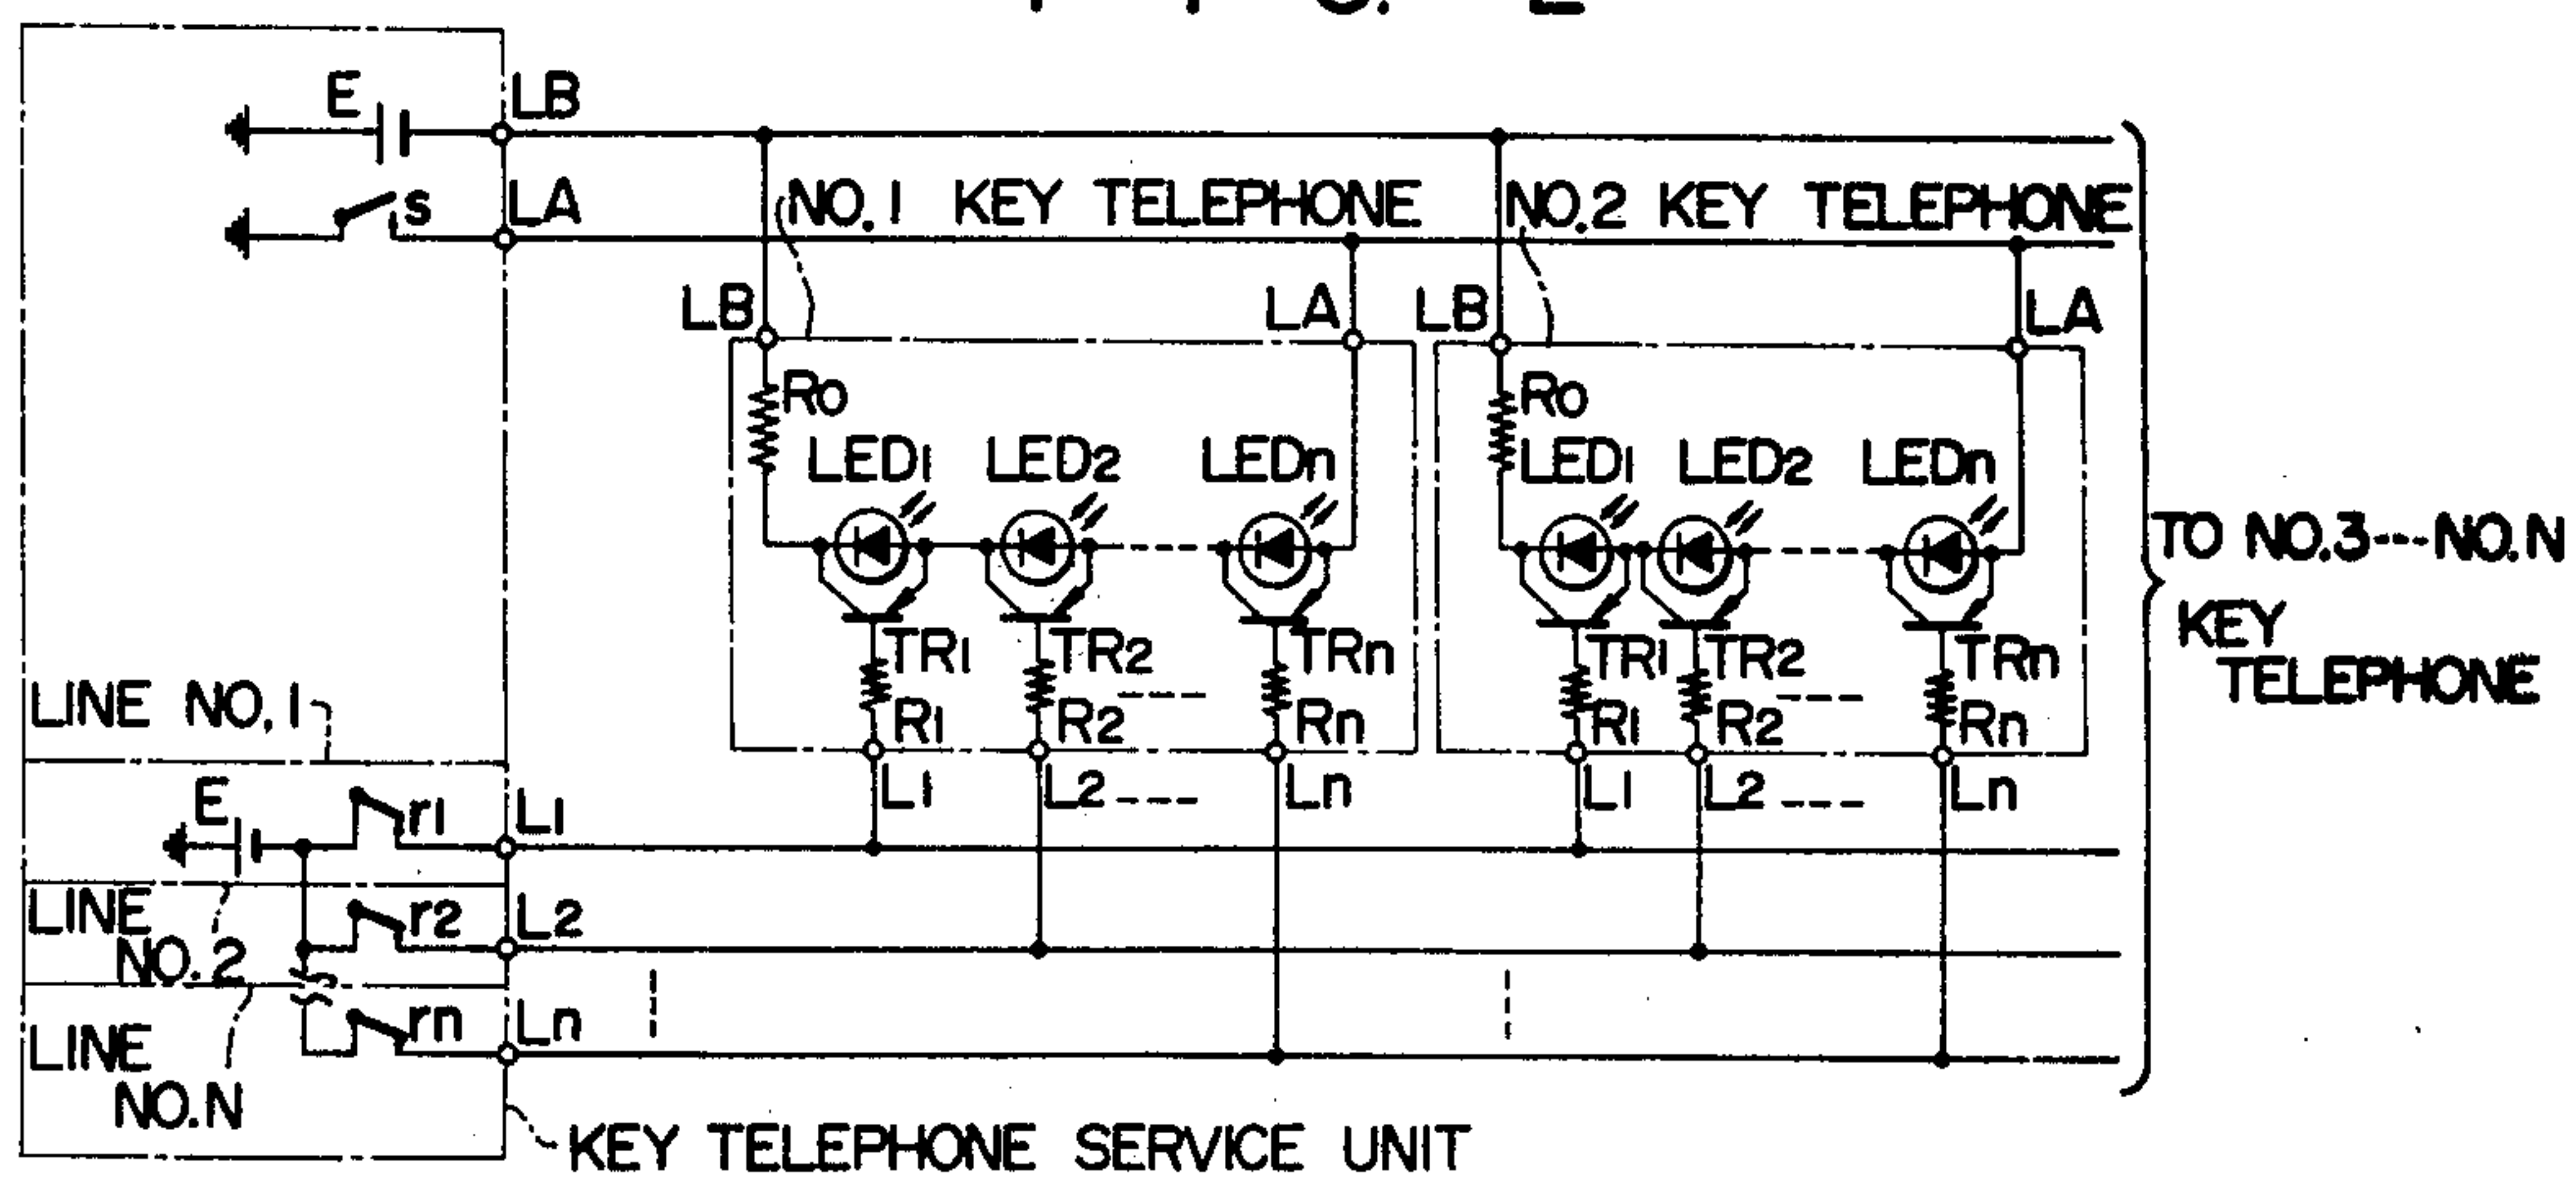 E LB
s LA
NO.1 KEY TELEPHONE NO.2 KEY TELEPHONE
LB LA LB LA
Ro Ro
LED1 LED2 LEDn LED1 LED2 LEDn
TO NO.3---NO.N
KEY
TELEPHONE
TR1 TR2 TRn TR1 TR2 TRn
R1 R2 ---- Rn R1 R2 ---- Rn
L1 L2 ---- Ln L1 L2 ---- Ln
LINE NO.1
E r1 L1
LINE
NO.2
r2 L2
LINE
NO.N
rn Ln
KEY TELEPHONE SERVICE UNIT